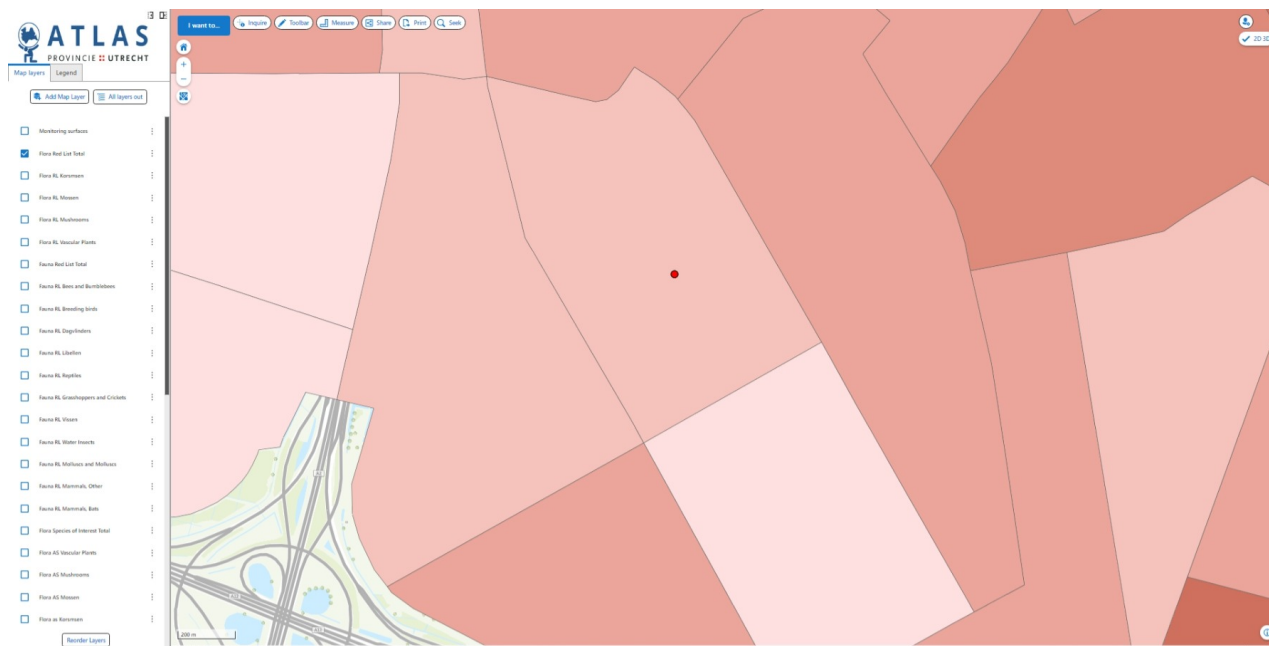 ATLAS
PROVINCIE UTRECHT
Map layers
Legend
Add Map Layer
All layers out
Monitoring surfaces
Flora Red List Total
Flora RL Korsmsen
Flora RL Mossen
Flora RL Mushrooms
Flora RL Vascular Plants
Fauna Red List Total
Fauna RL Bees and Bumblebees
Fauna RL Breeding birds
Fauna RL Dagvlinders
Fauna RL Libellen
Fauna RL Reptiles
Fauna RL Grasshoppers and Crickets
Fauna RL Vissen
Fauna RL Water Insects
Fauna RL Molluscs and Molluscs
Fauna RL Mammals, Other
Fauna RL Mammals, Bats
Flora Species of Interest Total
Flora AS Vascular Plants
Flora AS Mushrooms
Flora AS Mossen
Flora as Korsmsen
Reorder Layers
I want to...
Inquire
Toolbar
Measure
Share
Print
Seek
2D 3D
200 m